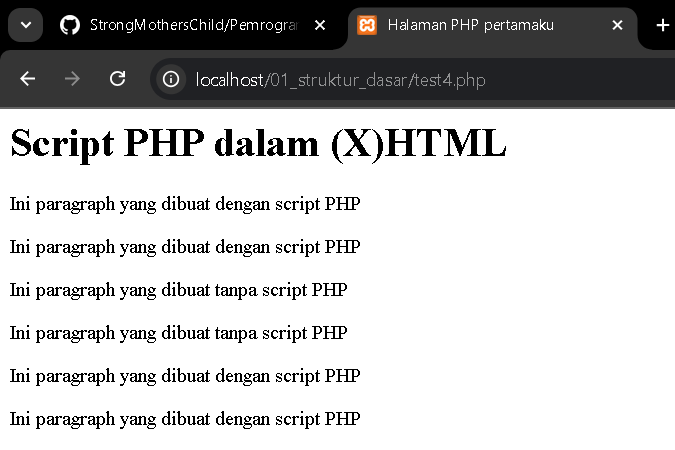 StrongMothersChild/Pemrogra
Halaman PHP pertamaku
localhost/01_struktur_dasar/test4.php
Script PHP dalam (X)HTML
Ini paragraph yang dibuat dengan script PHP
Ini paragraph yang dibuat dengan script PHP
Ini paragraph yang dibuat tanpa script PHP
Ini paragraph yang dibuat tanpa script PHP
Ini paragraph yang dibuat dengan script PHP
Ini paragraph yang dibuat dengan script PHP